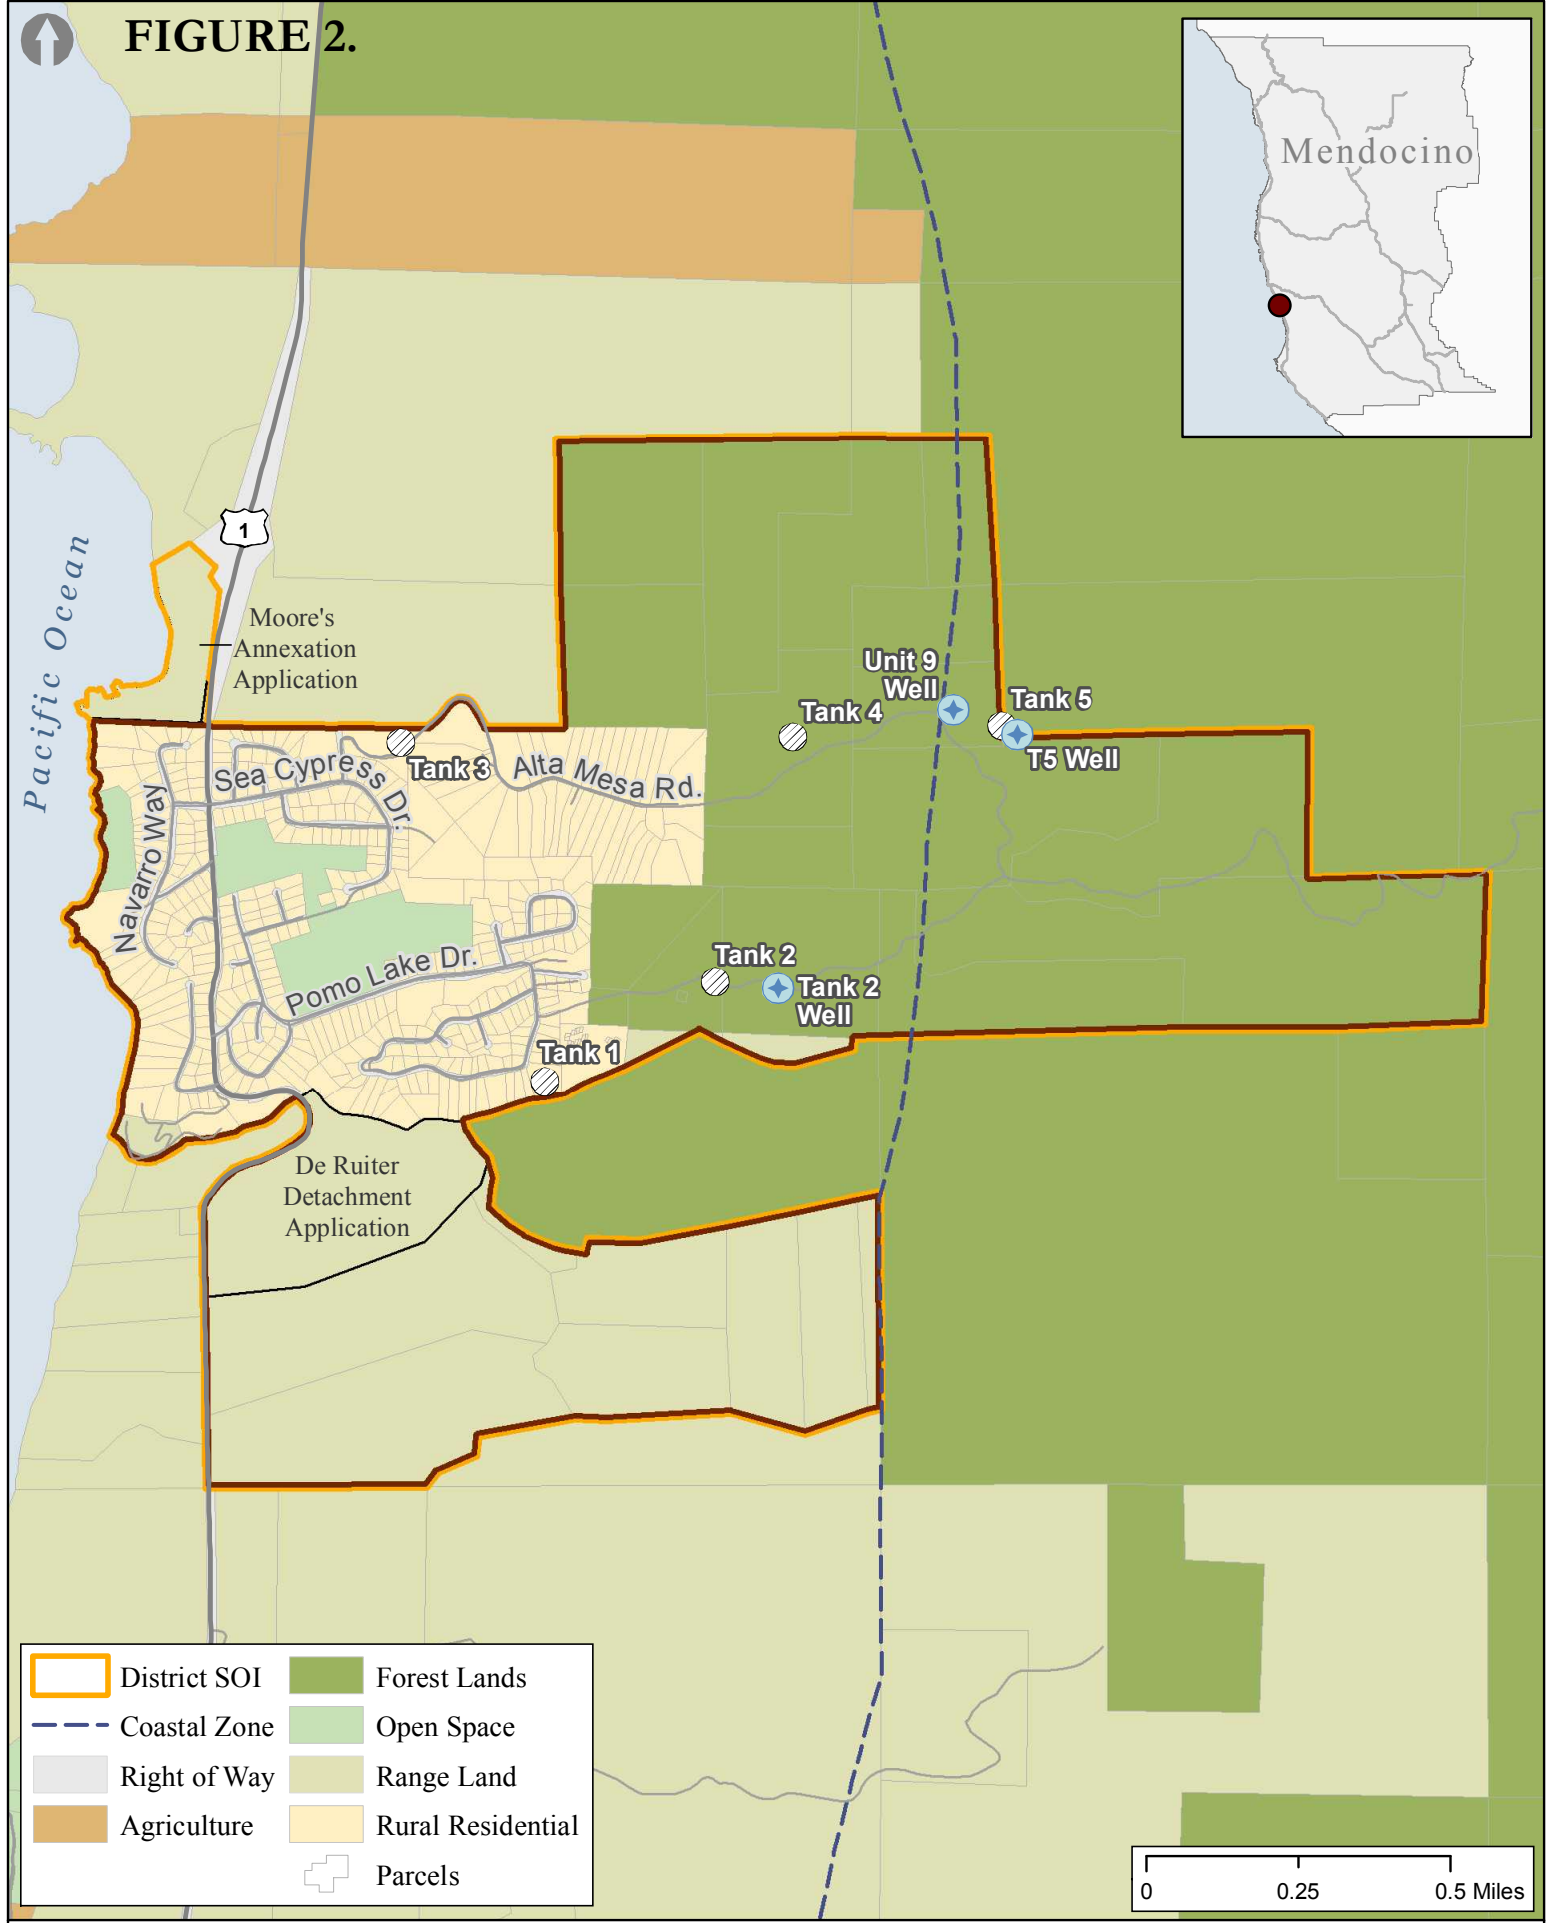 FIGURE 2.
Mendocino
1
Pacific Ocean
Moore's
Annexation
Application
Unit 9
Well
Tank 5
Tank 4
T5 Well
Tank 3
Sea Cypress Dr.
Alta Mesa Rd.
Navarro Way
Pomo Lake Dr.
Tank 2
Tank 2
Well
Tank 1
De Ruiter
Detachment
Application
District SOI
Forest Lands
Coastal Zone
Open Space
Right of Way
Range Land
Agriculture
Rural Residential
Parcels
0 0.25 0.5 Miles